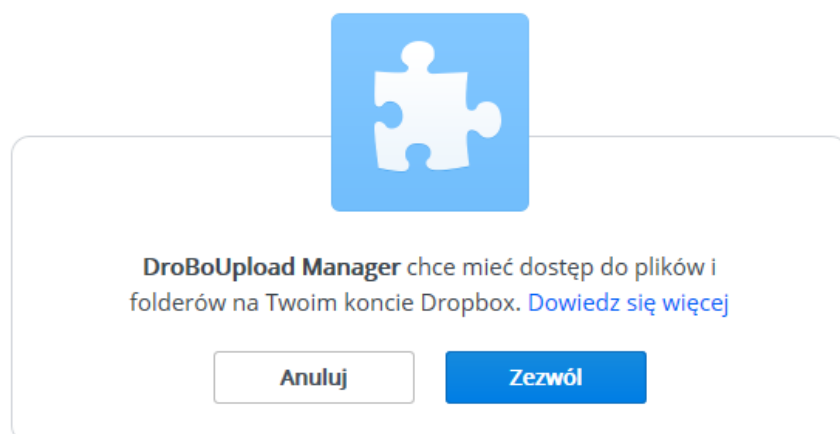 DroBoUpload Manager chce mieć dostęp do plików i
folderów na Twoim koncie Dropbox. Dowiedz się więcej
Anuluj
Zezwól